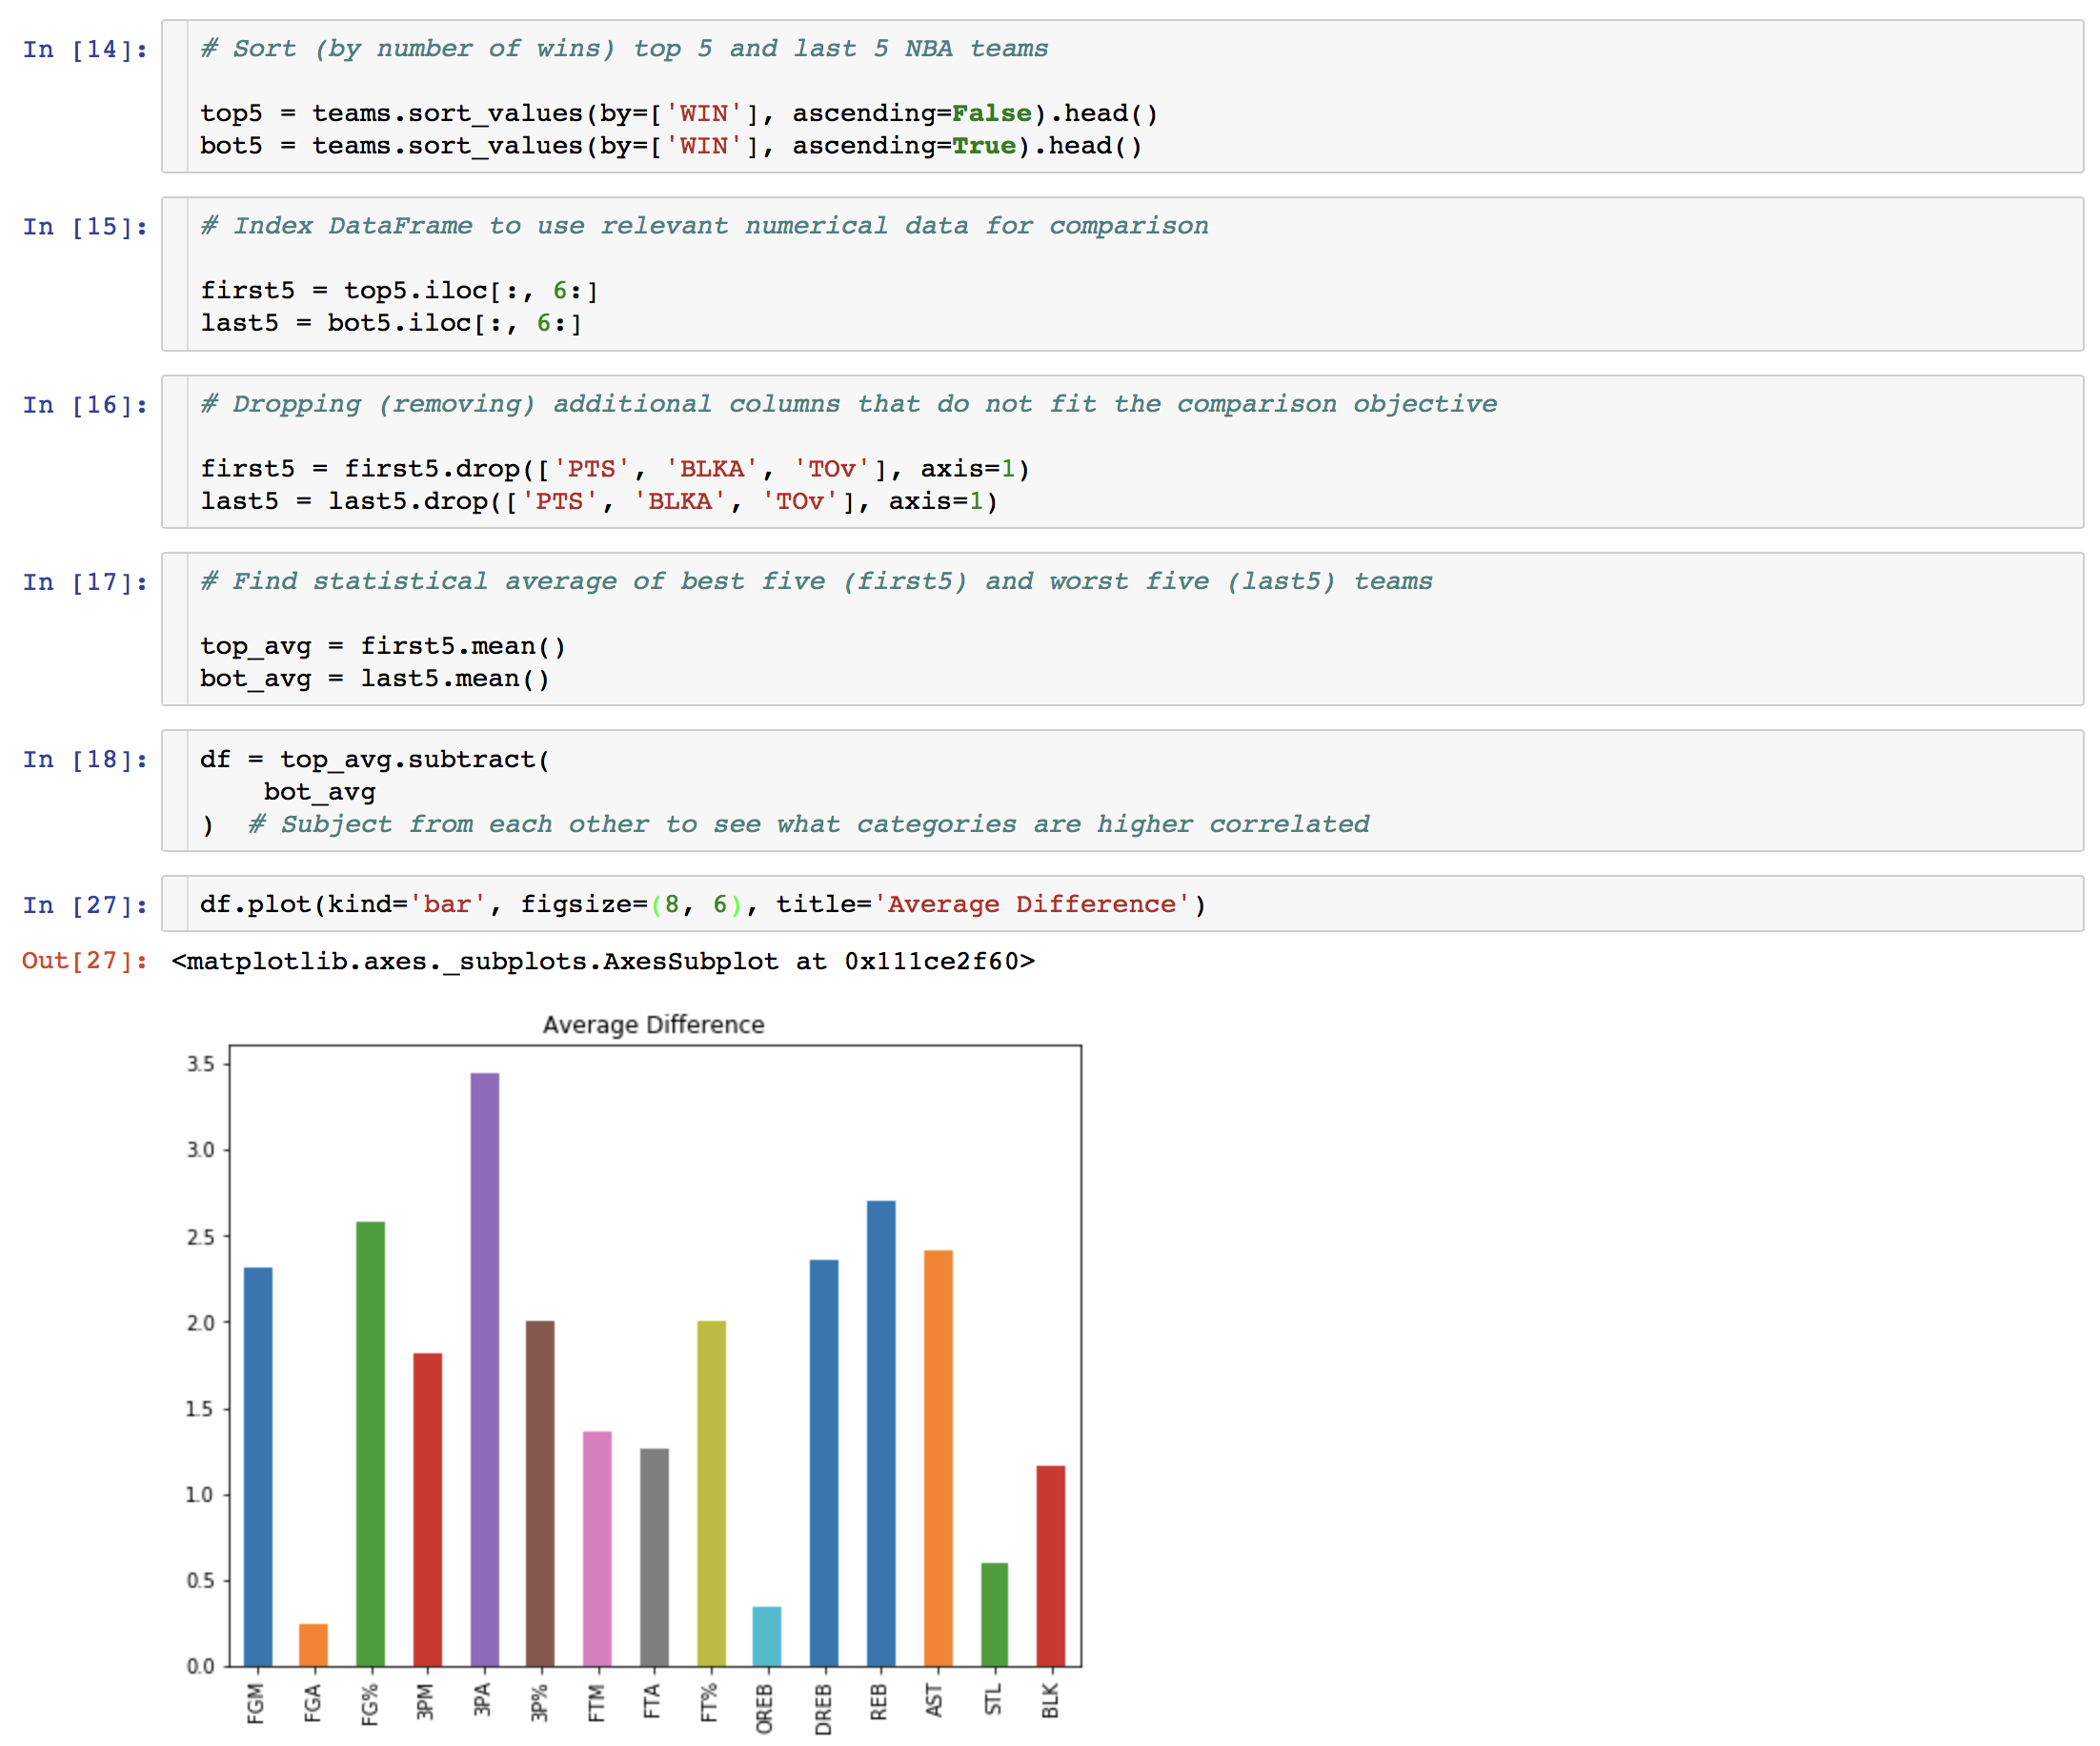 In [14]:
# Sort (by number of wins) top 5 and last 5 NBA teams
top5 = teams.sort_values(by=['WIN'], ascending=False).head()
bot5 = teams.sort_values(by=['WIN'], ascending=True).head()
In [15]:
# Index DataFrame to use relevant numerical data for comparison
first5 = top5.iloc[:, 6:]
last5 = bot5.iloc[:, 6:]
In [16]:
# Dropping (removing) additional columns that do not fit the comparison objective
first5 = first5.drop(['PTS', 'BLKA', 'TOv'], axis=1)
last5 = last5.drop(['PTS', 'BLKA', 'TOv'], axis=1)
In [17]:
# Find statistical average of best five (first5) and worst five (last5) teams
top_avg = first5.mean()
bot_avg = last5.mean()
In [18]:
df = top_avg.subtract(
    bot_avg
)  # Subject from each other to see what categories are higher correlated
In [27]:
df.plot(kind='bar', figsize=(8, 6), title='Average Difference')
Out[27]:
<matplotlib.axes._subplots.AxesSubplot at 0x111ce2f60>
Average Difference
3.5
3.0
2.5
2.0
1.5
1.0
0.5
0.0
FGM
FGA
FG%
3PM
3PA
3P%
FTM
FTA
FT%
OREB
DREB
REB
AST
STL
BLK